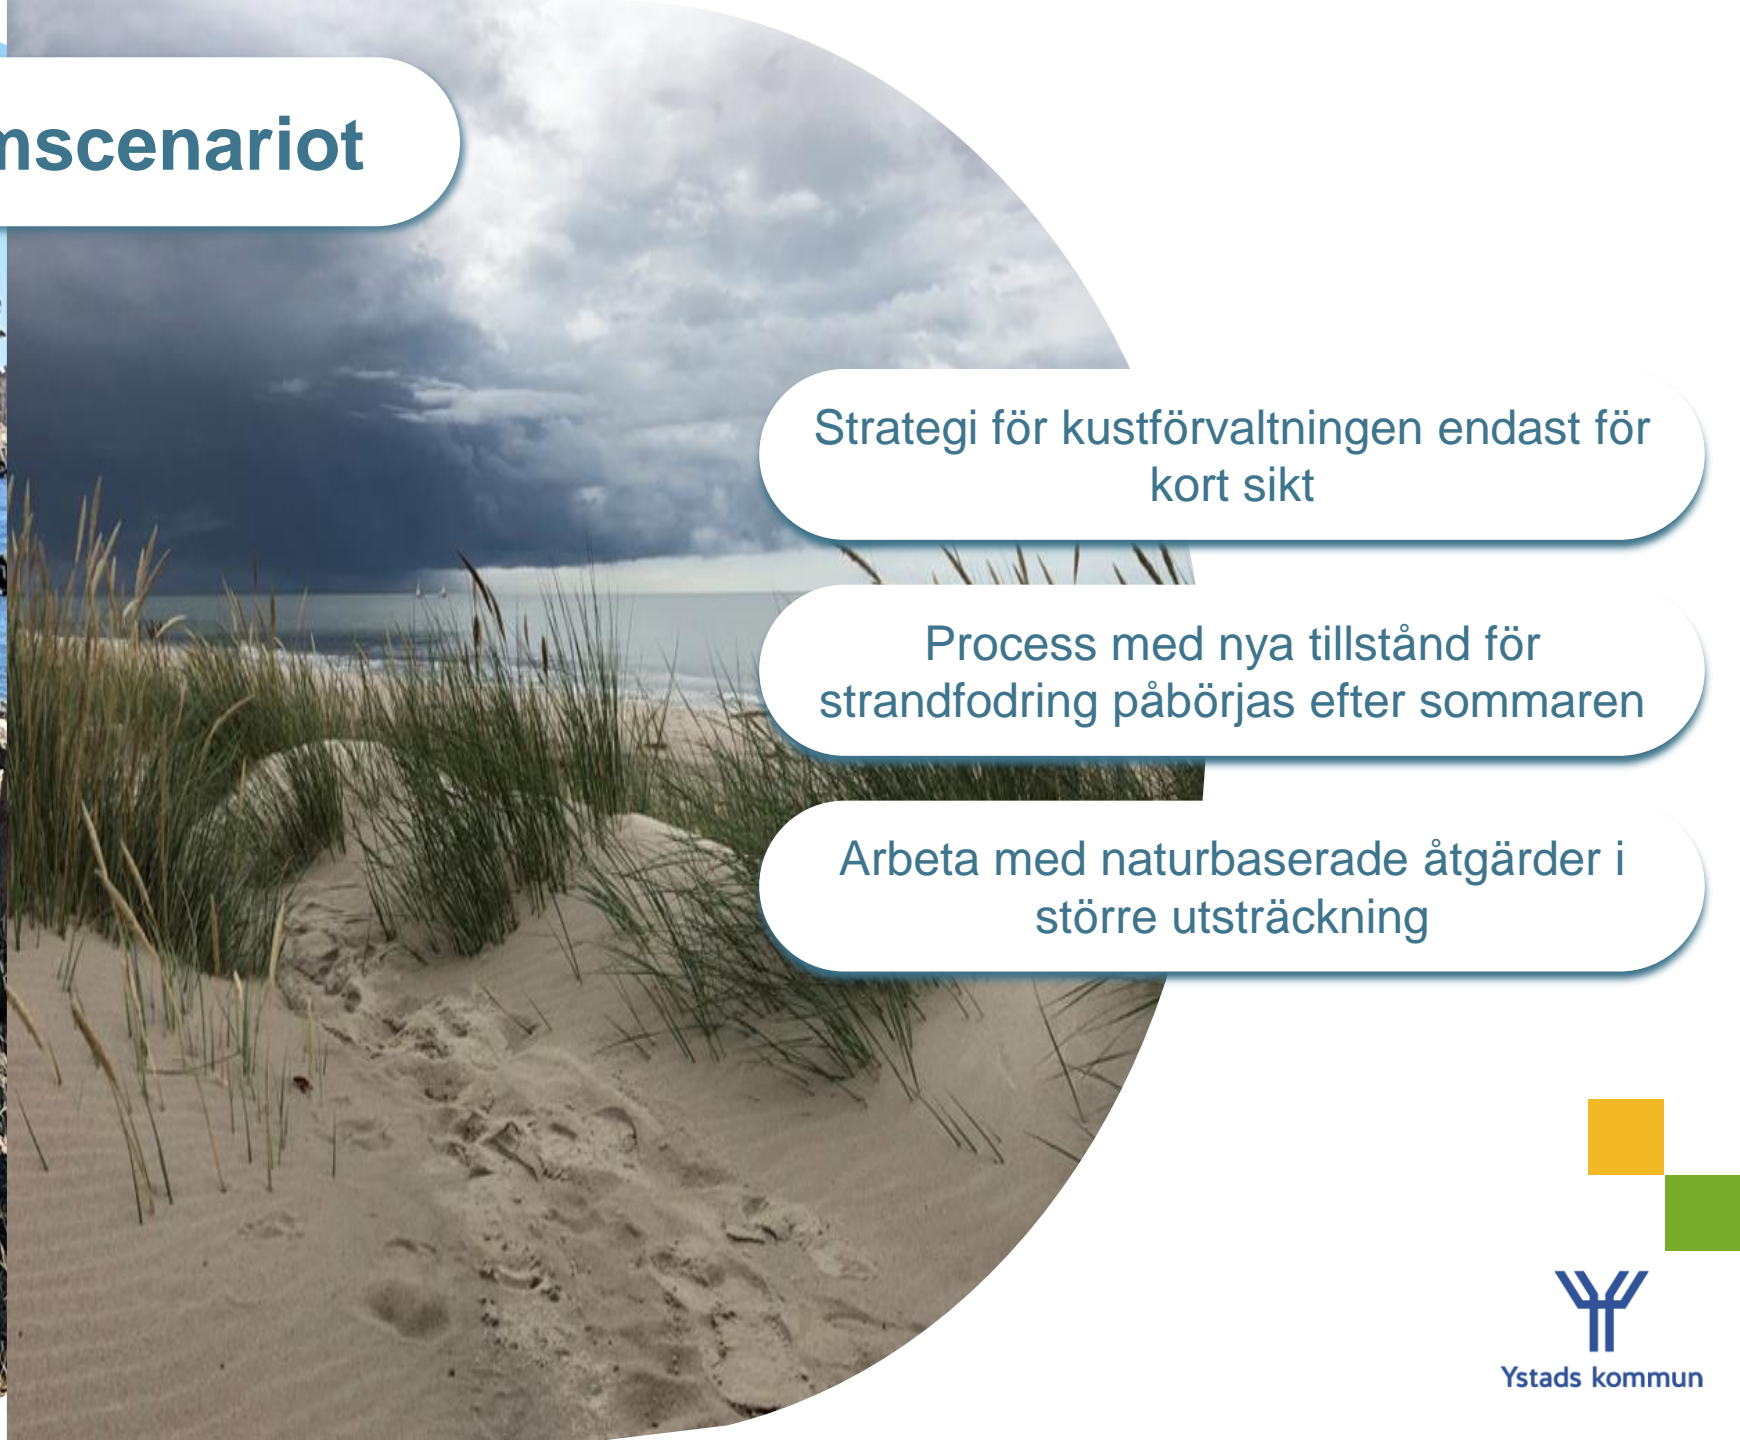 mscenariot
Strategi för kustförvaltningen endast för
kort sikt
Process med nya tillstånd för
strandfodring påbörjas efter sommaren
Arbeta med naturbaserade åtgärder i
större utsträckning
Ystads kommun